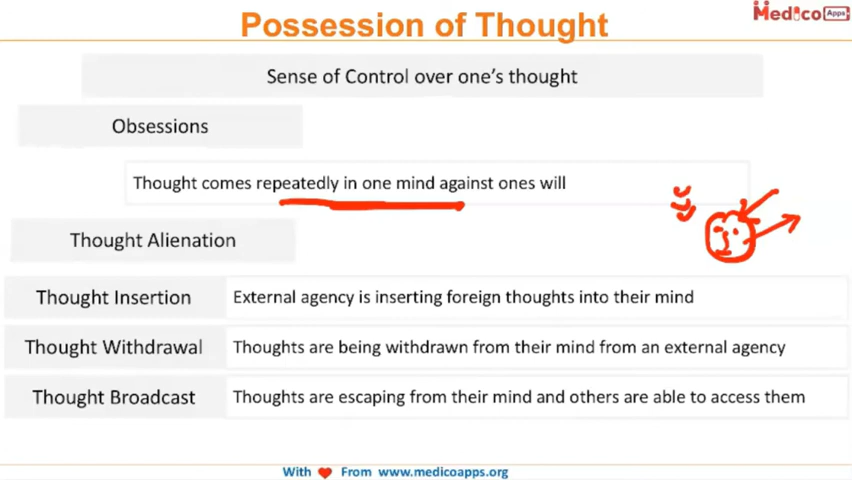 Possession of Thought
Medico Apps
Sense of Control over one's thought
Obsessions
Thought comes repeatedly in one mind against ones will
Thought Alienation
Thought Insertion
External agency is inserting foreign thoughts into their mind
Thought Withdrawal
Thoughts are being withdrawn from their mind from an external agency
Thought Broadcast
Thoughts are escaping from their mind and others are able to access them
With ❤ From www.medicoapps.org